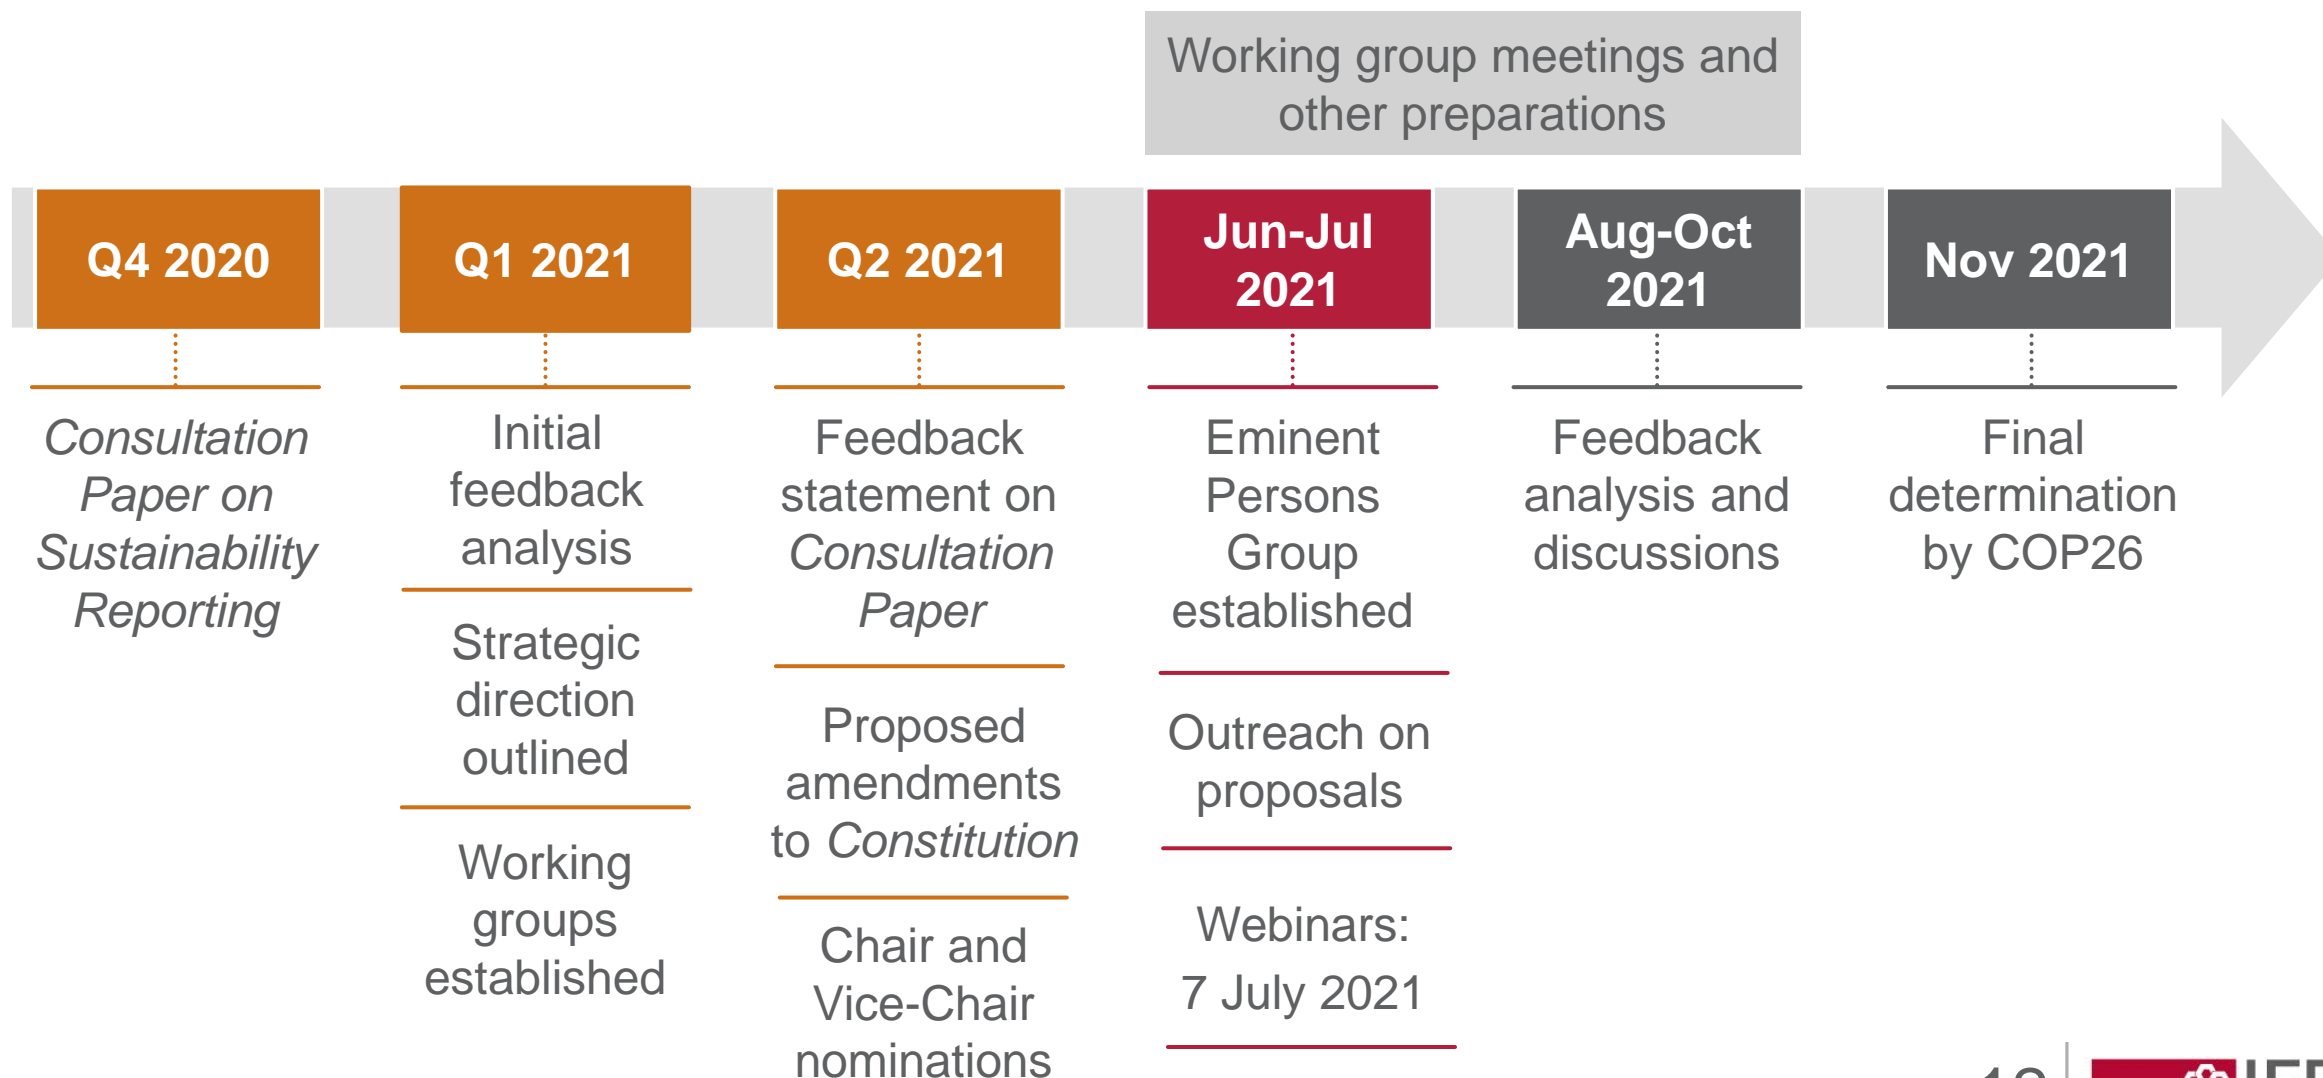 Working group meetings and
other preparations
Q4 2020
Q1 2021
Q2 2021
Jun-Jul
2021
Aug-Oct
2021
Nov 2021
Consultation
Paper on
Sustainability
Reporting
Initial
feedback
analysis
Strategic
direction
outlined
Working
groups
established
Feedback
statement on
Consultation
Paper
Proposed
amendments
to Constitution
Chair and
Vice-Chair
nominations
Eminent
Persons
Group
established
Outreach on
proposals
Webinars:
7 July 2021
Feedback
analysis and
discussions
Final
determination
by COP26